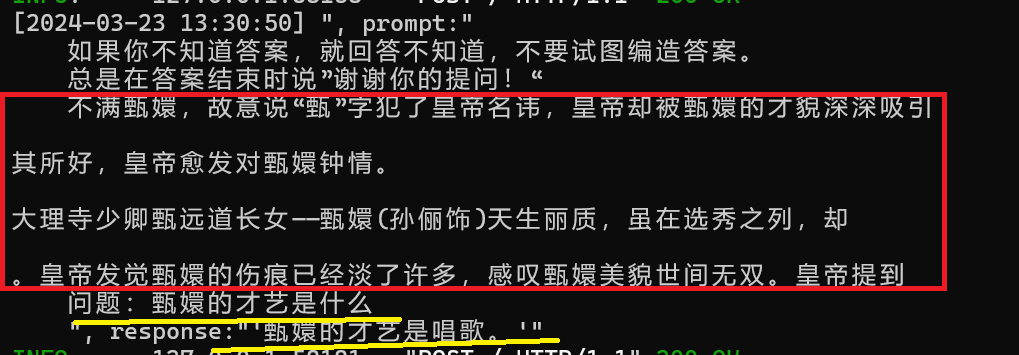 [2024-03-23 13:30:50] ", prompt:"
如果你不知道答案，就回答不知道，不要试图编造答案。
总是在答案结束时说”谢谢你的提问！“
不满甄嬛，故意说“甄”字犯了皇帝名讳，皇帝却被甄嬛的才貌深深吸引
其所好，皇帝愈发对甄嬛钟情。
大理寺少卿甄远道长女--甄嬛(孙俪饰)天生丽质，虽在选秀之列，却
。皇帝发觉甄嬛的伤痕已经淡了许多，感叹甄嬛美貌世间无双。皇帝提到
问题: 甄嬛的才艺是什么
", response:"'甄嬛的才艺是唱歌。'"